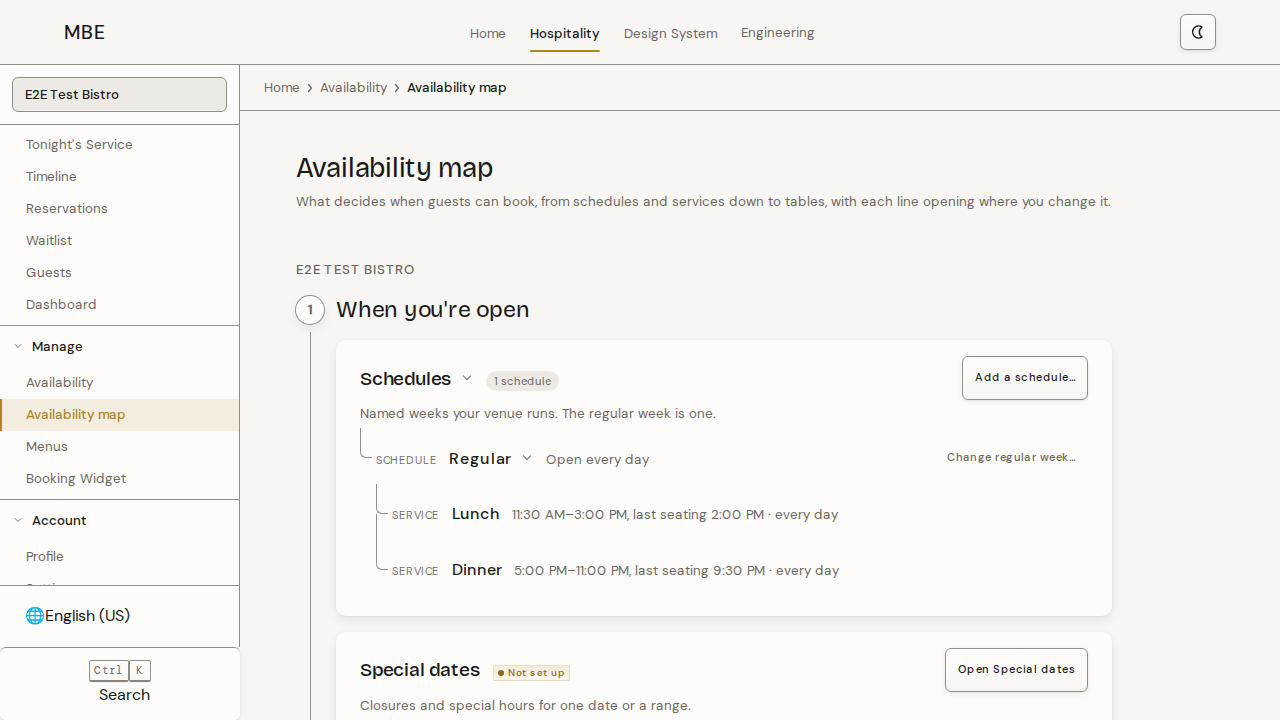 MBE
Home Hospitality Design System Engineering
E2E Test Bistro
Home Availability Availability map
Tonight's Service
Timeline
Reservations
Waitlist
Guests
Dashboard
Manage
Availability
Availability map
Menus
Booking Widget
Account
Profile
🌐English (US)
Ctrl K
Search
Availability map
What decides when guests can book, from schedules and services down to tables, with each line opening where you change it.
E2E TEST BISTRO
1 When you're open
Schedules 1 schedule Add a schedule…
Named weeks your venue runs. The regular week is one.
SCHEDULE Regular Open every day Change regular week…
SERVICE Lunch 11:30 AM–3:00 PM, last seating 2:00 PM · every day
SERVICE Dinner 5:00 PM–11:00 PM, last seating 9:30 PM · every day
Special dates Not set up Open Special dates
Closures and special hours for one date or a range.